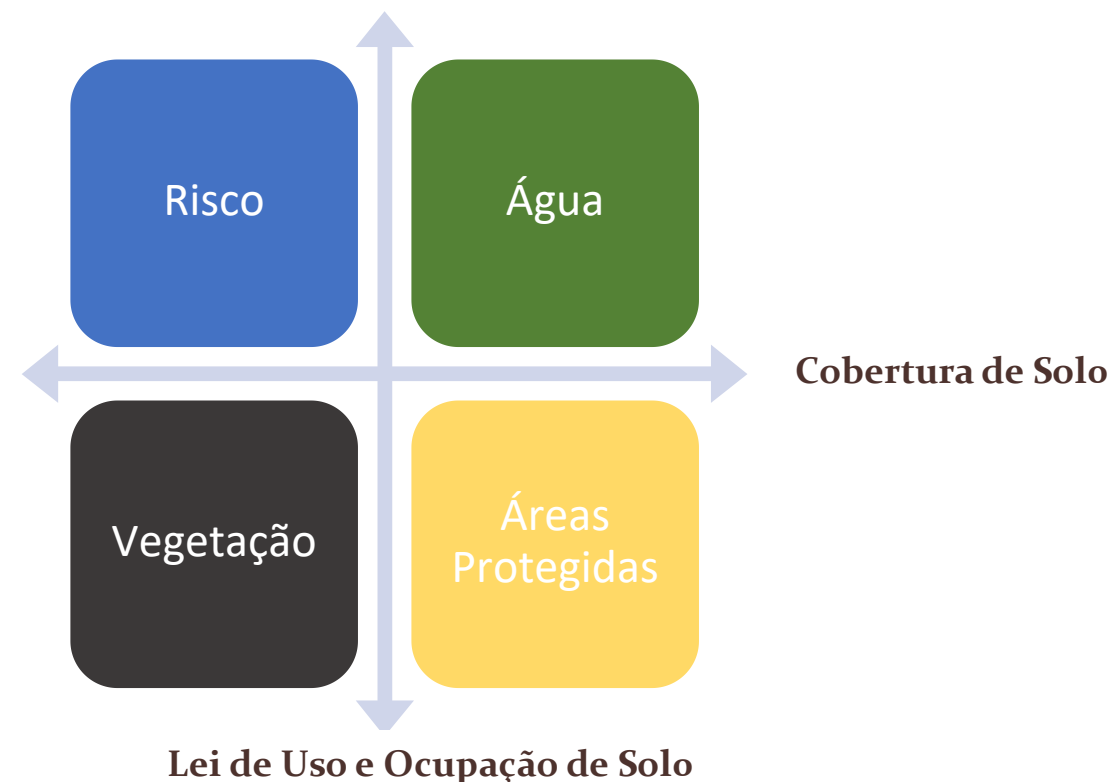 Risco
Água
Cobertura de Solo
Vegetação
Áreas
Protegidas
Lei de Uso e Ocupação de Solo